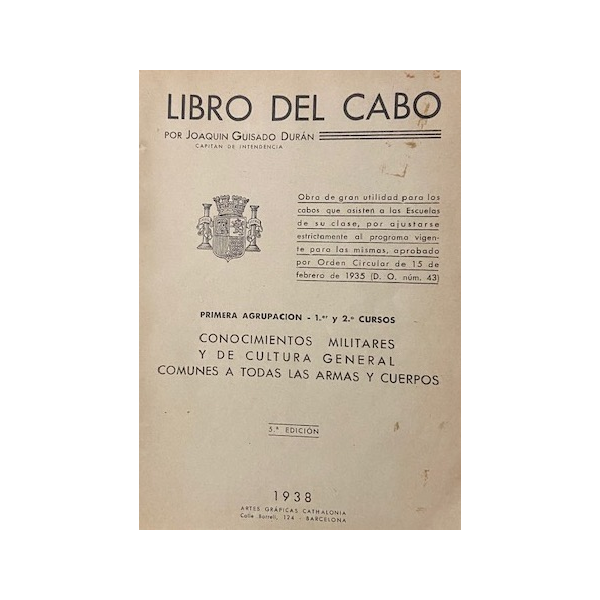 LIBRO DEL CABO
POR JOAQUIN GUISADO DURÁN
CAPITAN DE INTENDENCIA
Obra de gran utilidad para los
cabos que asisten a las Escuelas
de su clase, por ajustarse
estrictamente al programa vigen-
te para las mismas, aprobado
por Orden Circular de 15 de
febrero de 1935 (D. O. núm. 43)
PRIMERA AGRUPACION - 1.er y 2.º CURSOS
CONOCIMIENTOS MILITARES
Y DE CULTURA GENERAL
COMUNES A TODAS LAS ARMAS Y CUERPOS
5.ª EDICIÓN
1938
ARTES GRÁFICAS CATHALONIA
Calle Borrell, 124 - BARCELONA